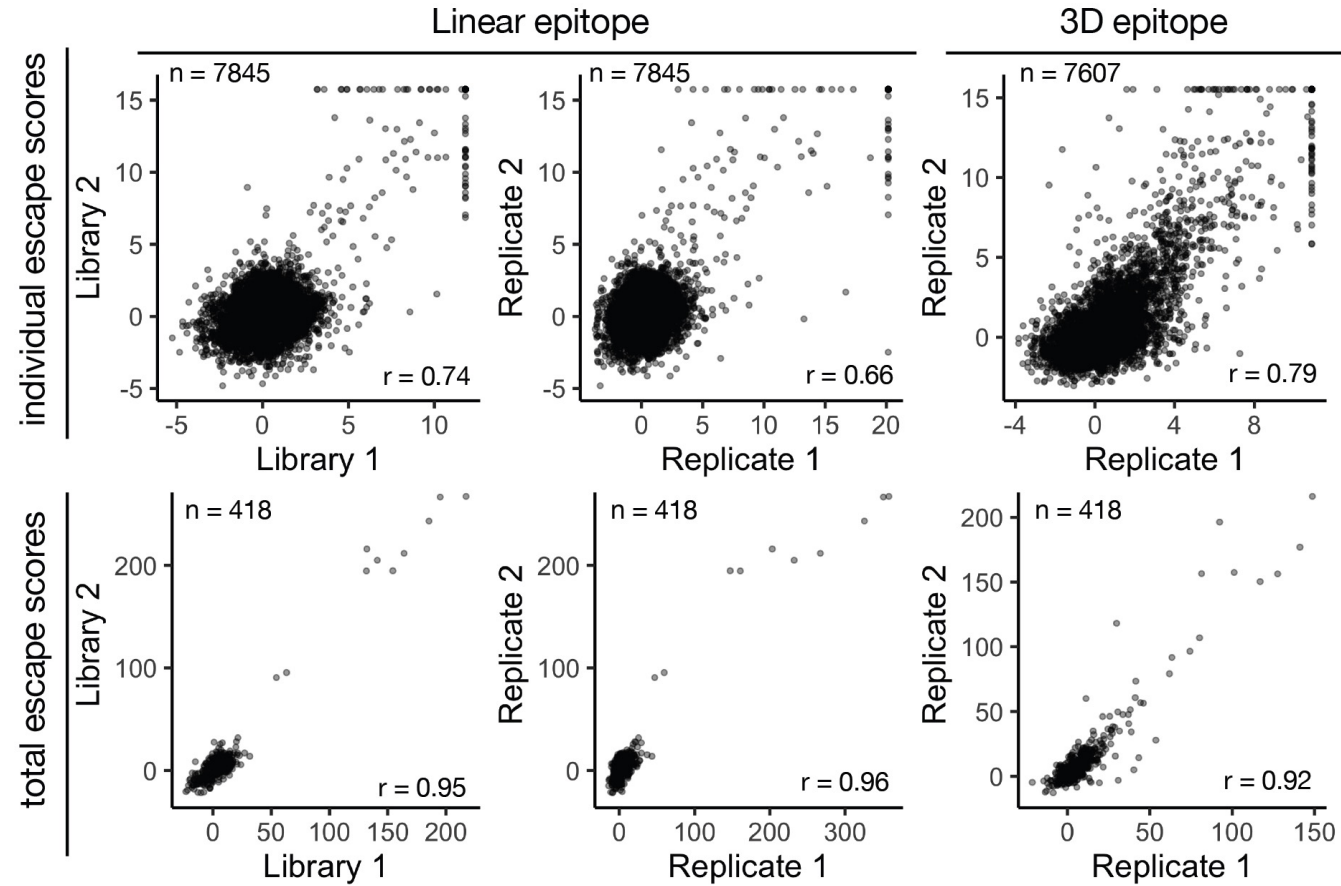 Linear epitope
3D epitope
individual escape scores
n = 7845
15
10
5
0
-5
Library 2
r = 0.74
-5
0
5
10
Library 1
n = 7845
15
10
5
0
-5
Replicate 2
r = 0.66
0
5
10
15
20
Replicate 1
n = 7607
15
10
5
0
Replicate 2
r = 0.79
-4
0
4
8
Replicate 1
total escape scores
n = 418
200
100
0
Library 2
r = 0.95
0
50
100
150
200
Library 1
n = 418
200
100
0
Replicate 2
r = 0.96
0
100
200
300
Replicate 1
n = 418
200
150
100
50
0
Replicate 2
r = 0.92
0
50
100
150
Replicate 1